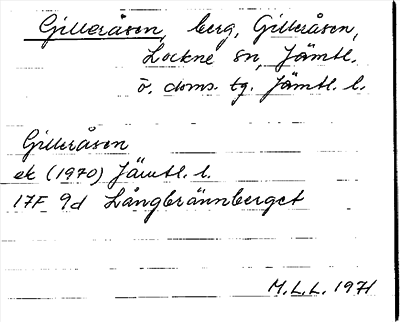 Gilleråsen, berg, Gilleråsen,
Lockne sn, Jämtl.
ö. doms. tg. Jämtl. l.
Gilleråsen
ek (1970) Jämtl. l.
17F 9d Långbrännberget
M.L.L. 1971